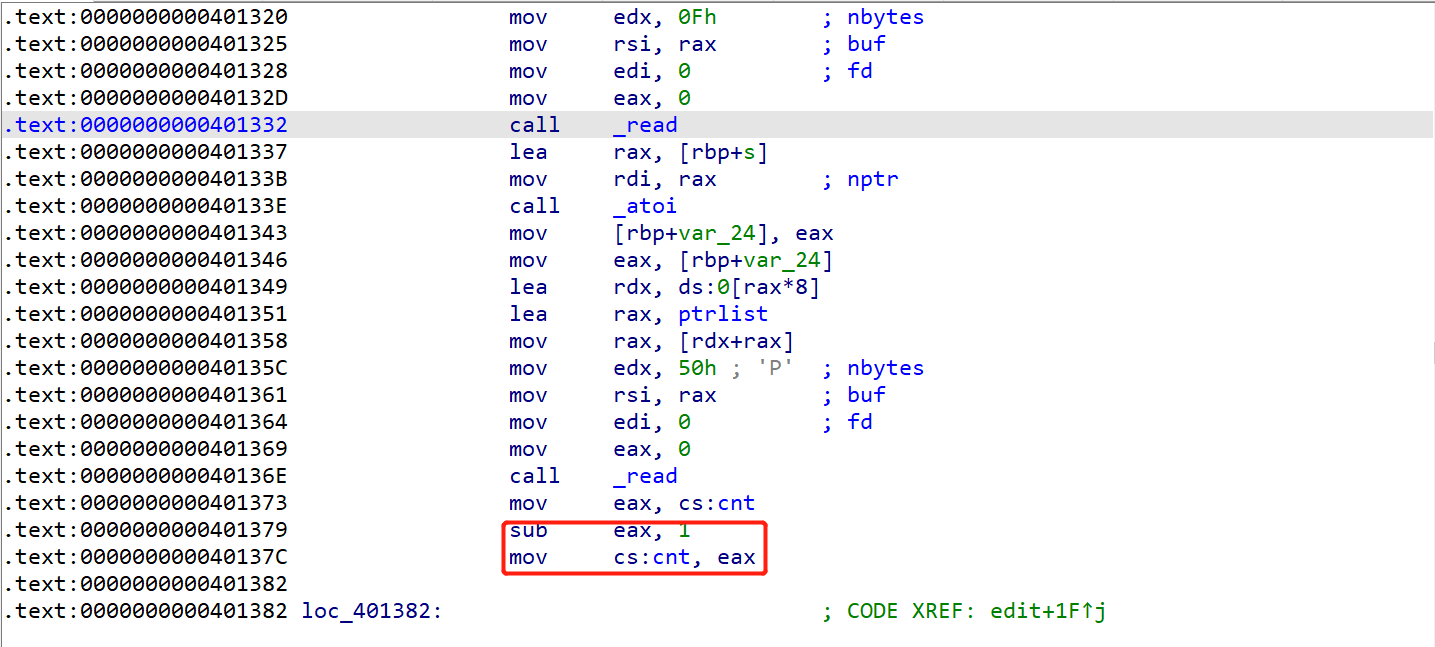 .text:0000000000401320 mov edx, 0Fh ; nbytes
.text:0000000000401325 mov rsi, rax ; buf
.text:0000000000401328 mov edi, 0 ; fd
.text:000000000040132D mov eax, 0
.text:0000000000401332 call _read
.text:0000000000401337 lea rax, [rbp+s]
.text:000000000040133B mov rdi, rax ; nptr
.text:000000000040133E call _atoi
.text:0000000000401343 mov [rbp+var_24], eax
.text:0000000000401346 mov eax, [rbp+var_24]
.text:0000000000401349 lea rdx, ds:0[rax*8]
.text:0000000000401351 lea rax, ptrlist
.text:0000000000401358 mov rax, [rdx+rax]
.text:000000000040135C mov edx, 50h ; 'P' ; nbytes
.text:0000000000401361 mov rsi, rax ; buf
.text:0000000000401364 mov edi, 0 ; fd
.text:0000000000401369 mov eax, 0
.text:000000000040136E call _read
.text:0000000000401373 mov eax, cs:cnt
.text:0000000000401379 sub eax, 1
.text:000000000040137C mov cs:cnt, eax
.text:0000000000401382
.text:0000000000401382 loc_401382: ; CODE XREF: edit+1F↑j